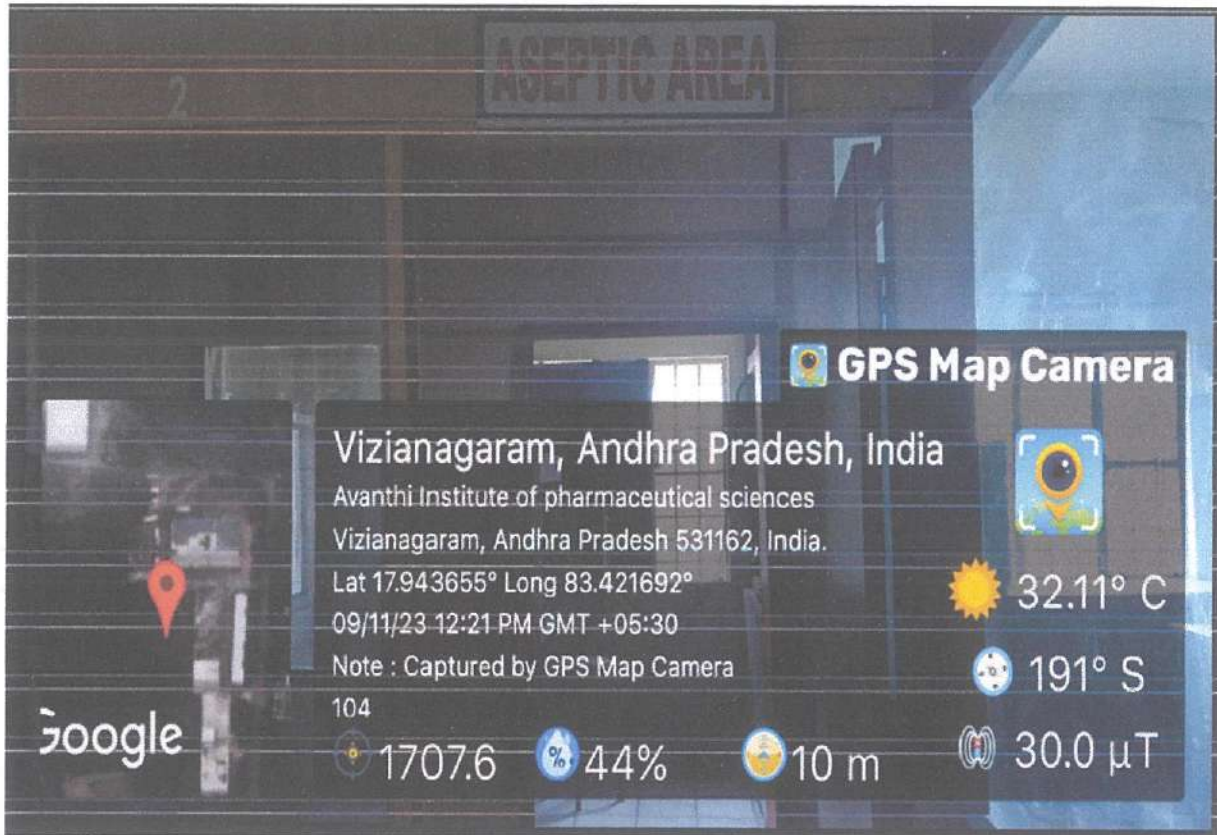 ASEPTIC AREA
2
GPS Map Camera
Vizianagaram, Andhra Pradesh, India
Avanthi Institute of pharmaceutical sciences
Vizianagaram, Andhra Pradesh 531162, India.
Lat 17.943655° Long 83.421692°
09/11/23 12:21 PM GMT +05:30
Note : Captured by GPS Map Camera
104
32.11° C
191° S
Google
1707.6
% 44%
10 m
30.0 µT